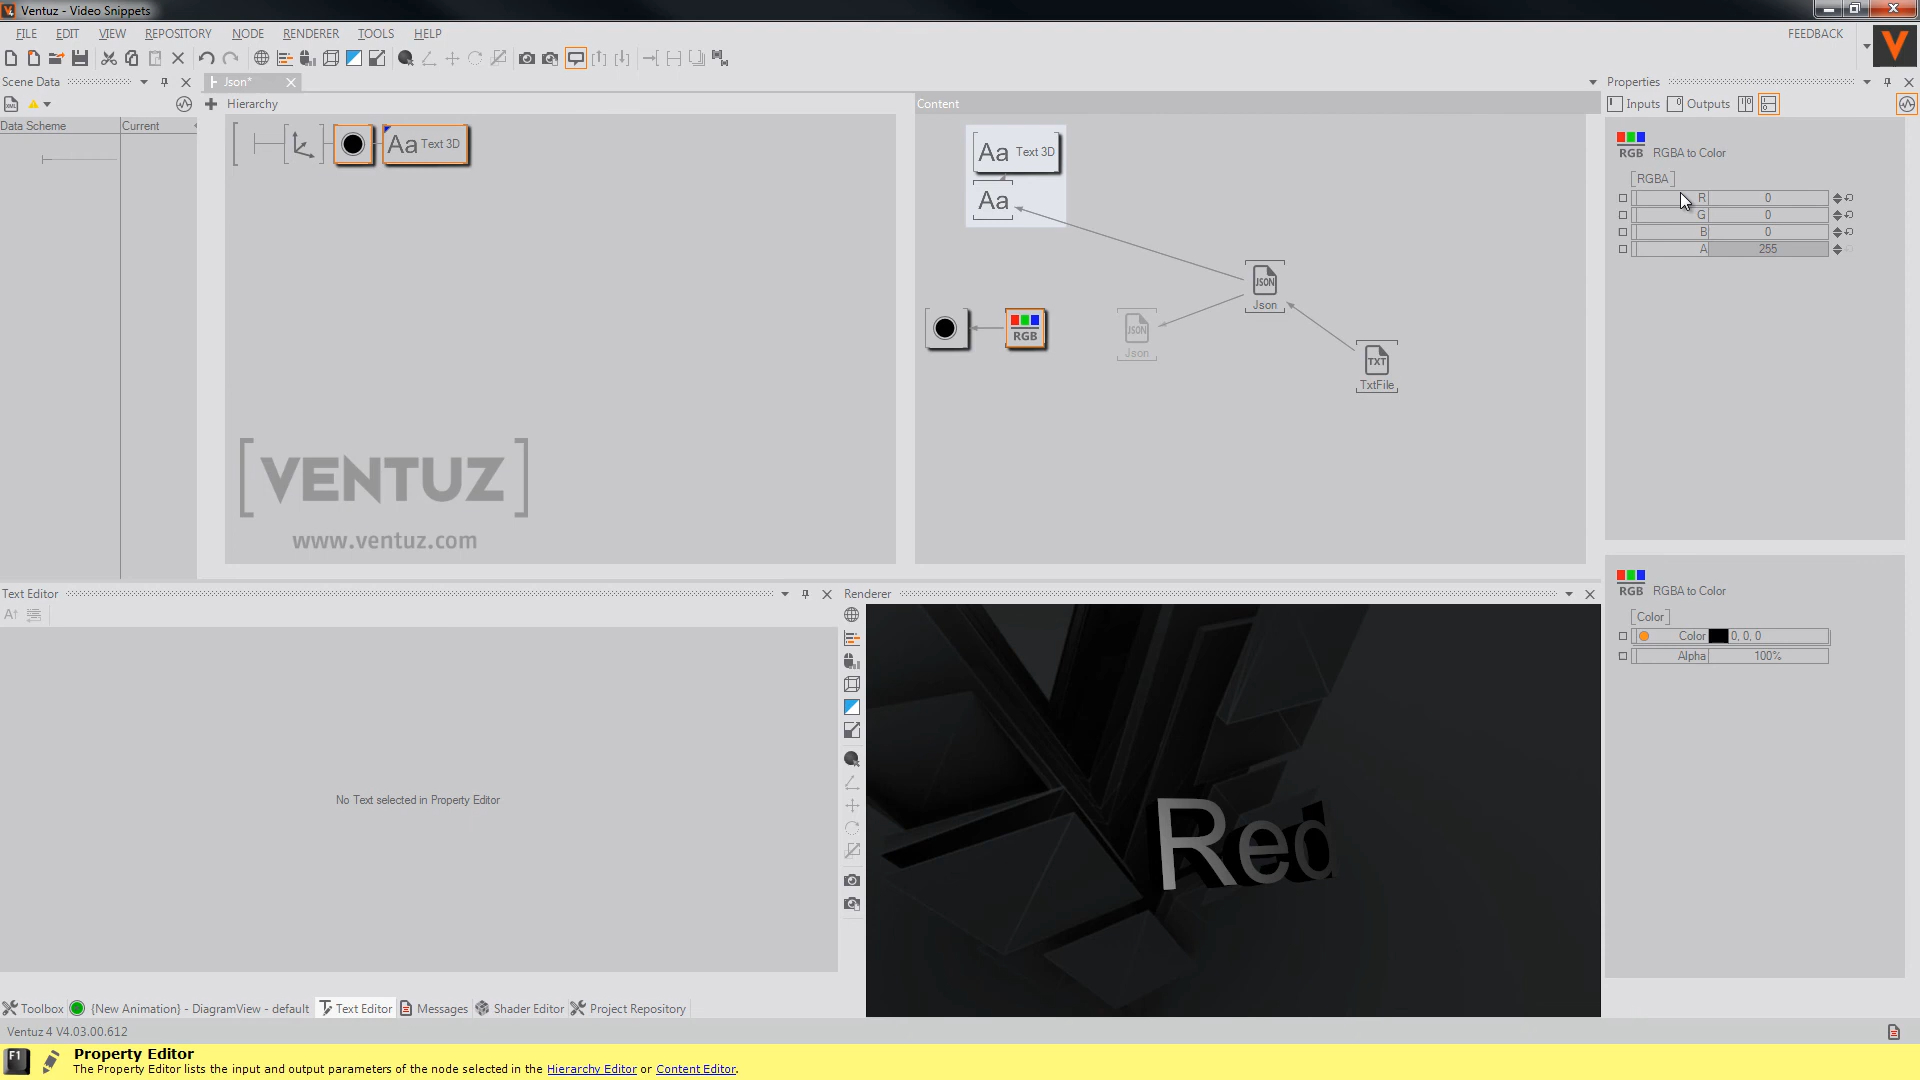 Ventuz - Video Snippets
FILE EDIT VIEW REPOSITORY NODE RENDERER TOOLS HELP
FEEDBACK
Scene Data
Json*
Properties
Hierarchy
Content
Inputs Outputs
Data Scheme Current
Aa Text 3D
Aa Text 3D
Aa
RGB RGBA to Color
[RGBA]
R 0
G 0
B 0
A 255
JSON
Json
RGB
JSON
Json
TXT
TxtFile
[VENTUZ]
www.ventuz.com
RGB RGBA to Color
[Color]
Color 0, 0, 0
Alpha 100%
Text Editor
Renderer
No Text selected in Property Editor
Red
Toolbox {New Animation} - DiagramView - default Text Editor Messages Shader Editor Project Repository
Ventuz 4 V4.03.00.612
F1
Property Editor
The Property Editor lists the input and output parameters of the node selected in the Hierarchy Editor or Content Editor.